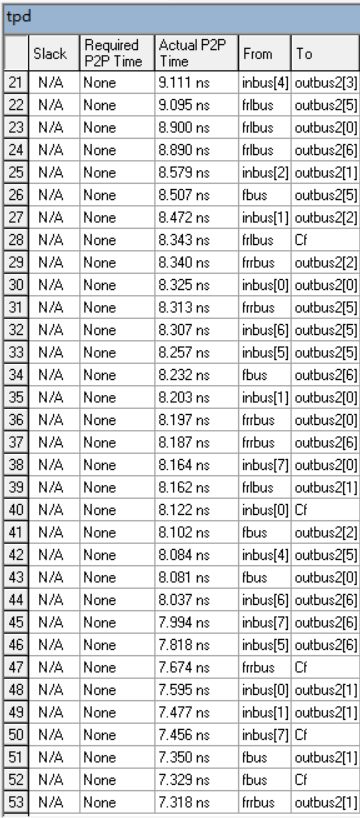 tpd
Slack Required P2P Time Actual P2P Time From To
21 N/A None 9.111 ns inbus[4] outbus2[3]
22 N/A None 9.095 ns frlbus outbus2[5]
23 N/A None 8.900 ns frlbus outbus2[0]
24 N/A None 8.890 ns frlbus outbus2[6]
25 N/A None 8.579 ns inbus[2] outbus2[1]
26 N/A None 8.507 ns fbus outbus2[5]
27 N/A None 8.472 ns inbus[1] outbus2[2]
28 N/A None 8.343 ns frlbus Cf
29 N/A None 8.340 ns frrbus outbus2[2]
30 N/A None 8.325 ns inbus[0] outbus2[0]
31 N/A None 8.313 ns frrbus outbus2[5]
32 N/A None 8.307 ns inbus[6] outbus2[5]
33 N/A None 8.257 ns inbus[5] outbus2[5]
34 N/A None 8.232 ns fbus outbus2[6]
35 N/A None 8.203 ns inbus[1] outbus2[0]
36 N/A None 8.197 ns frrbus outbus2[0]
37 N/A None 8.187 ns frrbus outbus2[6]
38 N/A None 8.164 ns inbus[7] outbus2[0]
39 N/A None 8.162 ns frlbus outbus2[1]
40 N/A None 8.122 ns inbus[0] Cf
41 N/A None 8.102 ns fbus outbus2[2]
42 N/A None 8.084 ns inbus[4] outbus2[5]
43 N/A None 8.081 ns fbus outbus2[0]
44 N/A None 8.037 ns inbus[6] outbus2[6]
45 N/A None 7.994 ns inbus[7] outbus2[6]
46 N/A None 7.818 ns inbus[5] outbus2[6]
47 N/A None 7.674 ns frrbus Cf
48 N/A None 7.595 ns inbus[0] outbus2[1]
49 N/A None 7.477 ns inbus[1] outbus2[1]
50 N/A None 7.456 ns inbus[7] Cf
51 N/A None 7.350 ns fbus outbus2[1]
52 N/A None 7.329 ns fbus Cf
53 N/A None 7.318 ns frrbus outbus2[1]